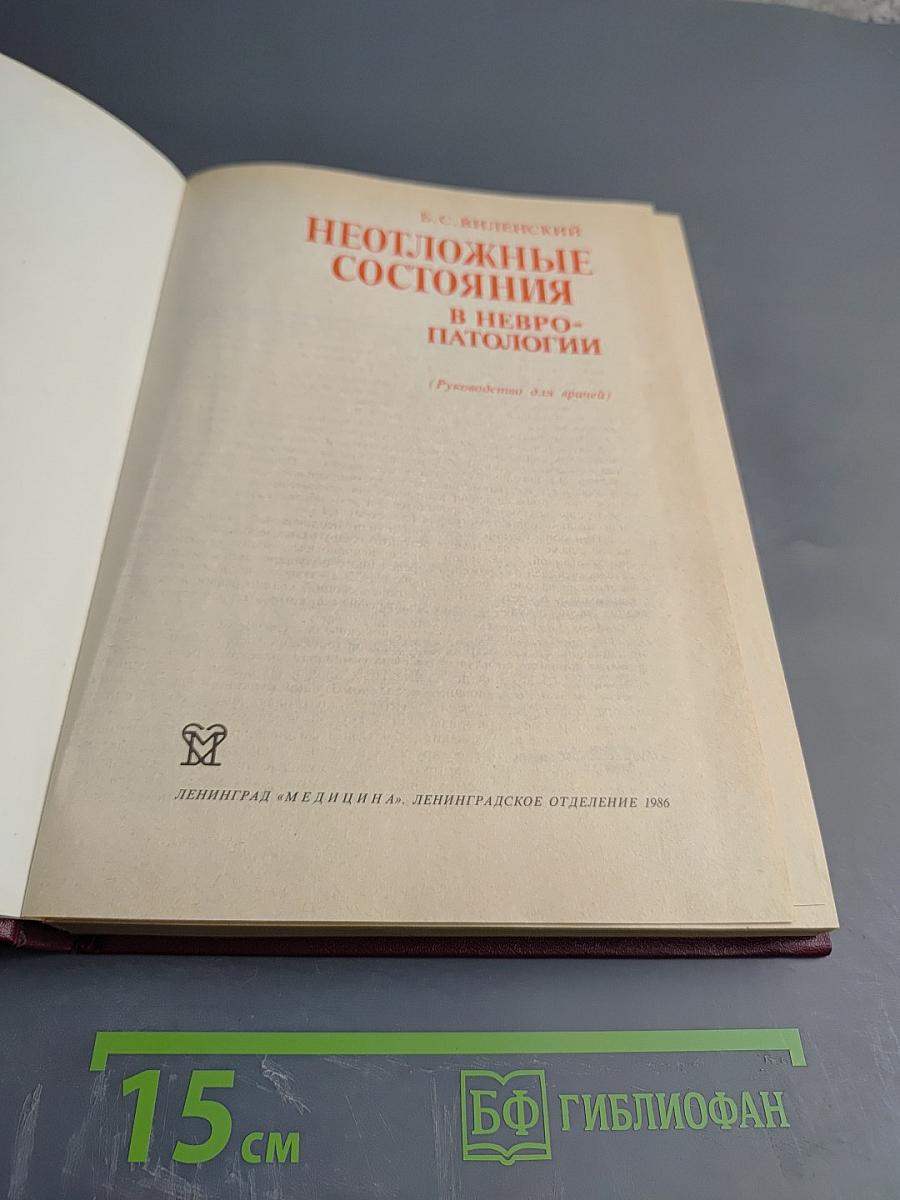 Б. С. ВИЛЕНСКИЙ
НЕОТЛОЖНЫЕ
СОСТОЯНИЯ
В НЕВРО-
ПАТОЛОГИИ
(Руководство для врачей)
ЛЕНИНГРАД «МЕДИЦИНА». ЛЕНИНГРАДСКОЕ ОТДЕЛЕНИЕ 1986
15 см
БФ ГИБЛИОФАН